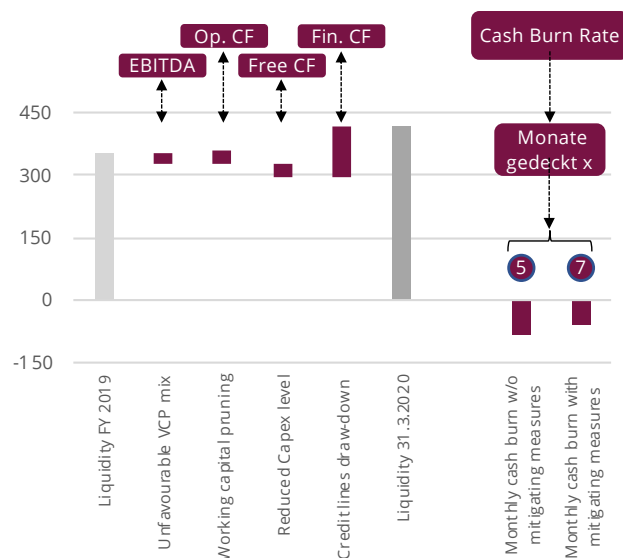 Op. CF
Fin. CF
Cash Burn Rate
EBITDA
Free CF
450
Monate
gedeckt x
300
150
5
7
0
-150
Liquidity FY 2019
Unfavourable VCP mix
Working capital pruning
Reduced Capex level
Credit lines draw-down
Liquidity 31.3.2020
Monthly cash burn w/o
mitigating measures
Monthly cash burn with
mitigating measures